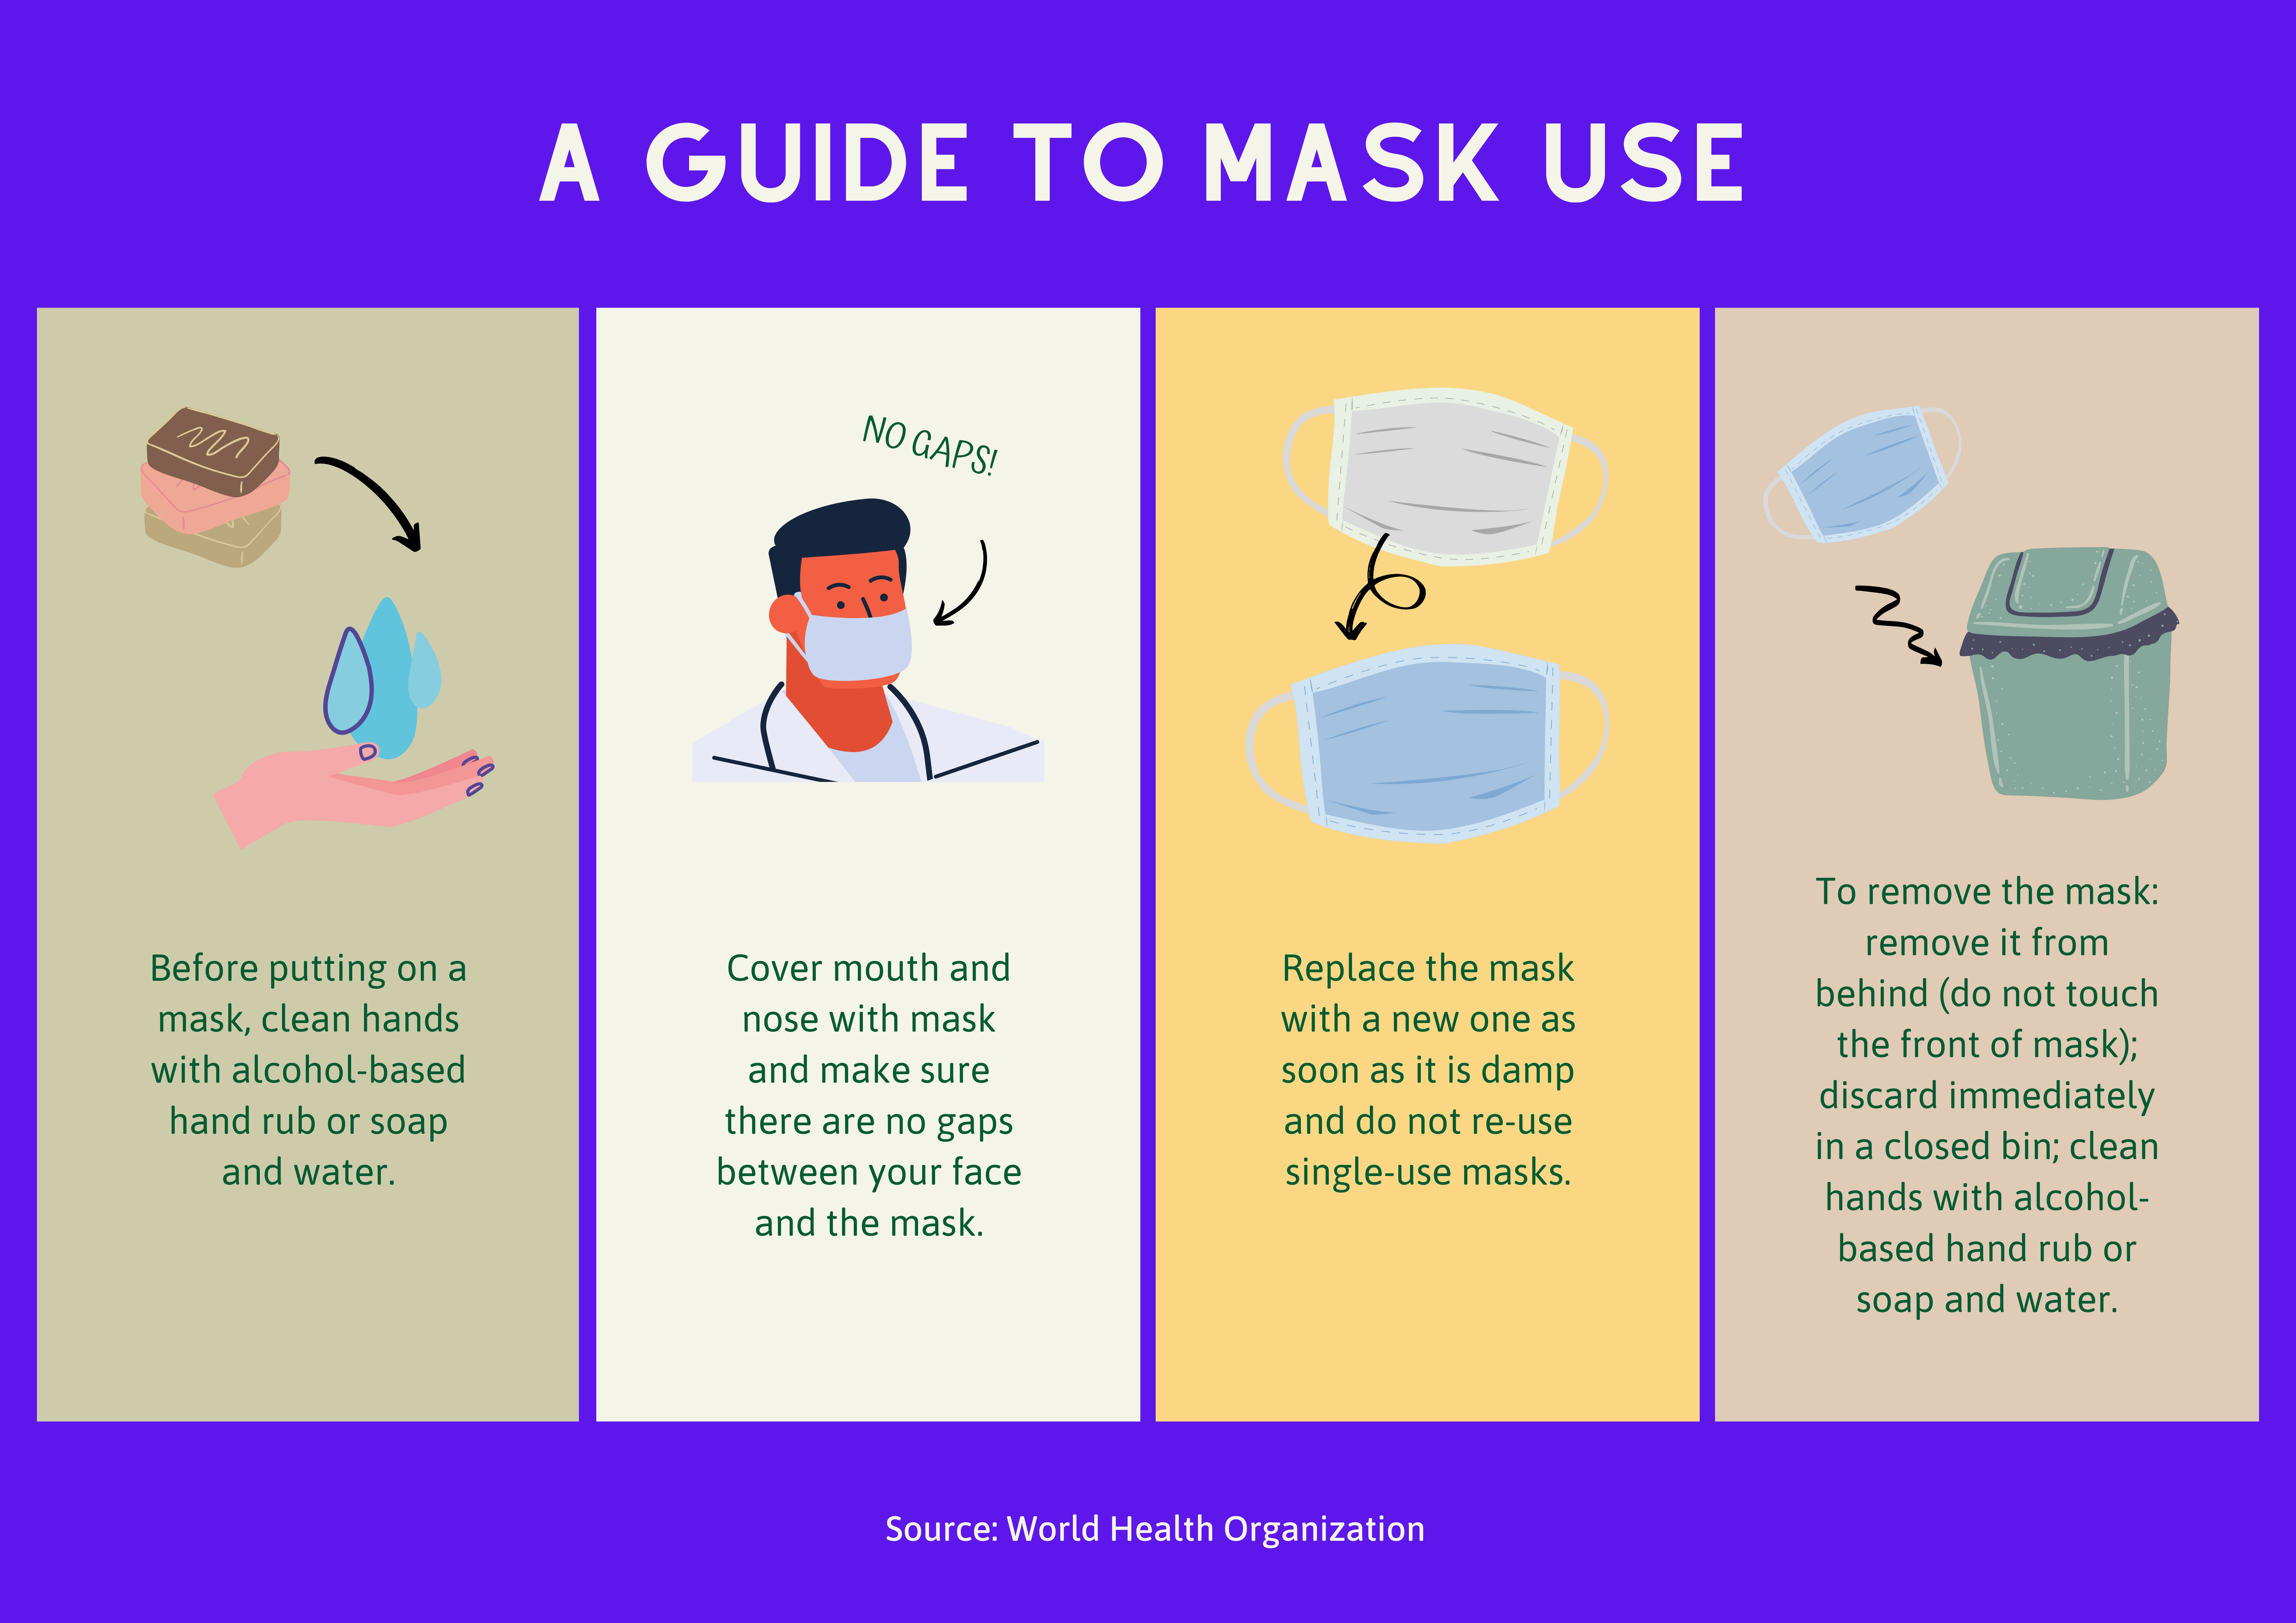 A GUIDE TO MASK USE
Before putting on a
mask, clean hands
with alcohol-based
hand rub or soap
and water.
NO GAPS!
Cover mouth and
nose with mask
and make sure
there are no gaps
between your face
and the mask.
Replace the mask
with a new one as
soon as it is damp
and do not re-use
single-use masks.
To remove the mask:
remove it from
behind (do not touch
the front of mask);
discard immediately
in a closed bin; clean
hands with alcohol-
based hand rub or
soap and water.
Source: World Health Organization